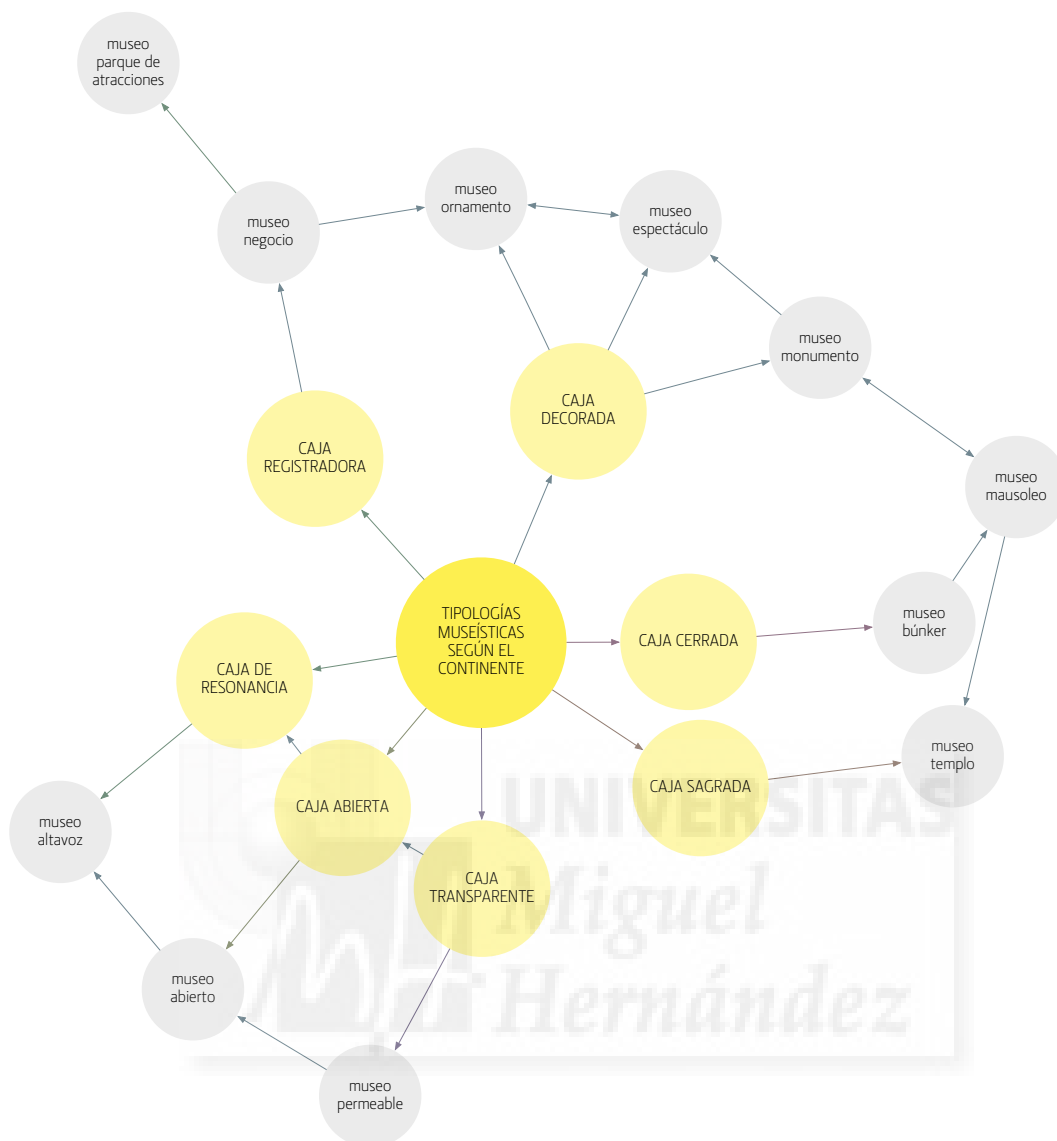 museo
parque de
atracciones
museo
ornamento
museo
espectáculo
museo
negocio
museo
monumento
CAJA
DECORADA
CAJA
REGISTRADORA
museo
mausoleo
TIPOLOGÍAS
MUSEÍSTICAS
SEGÚN EL
CONTINENTE
CAJA CERRADA
museo
búnker
CAJA DE
RESONANCIA
museo
templo
CAJA SAGRADA
CAJA ABIERTA
museo
altavoz
CAJA
TRANSPARENTE
museo
abierto
museo
permeable
UNIVERSITAS
Miguel
Hernández